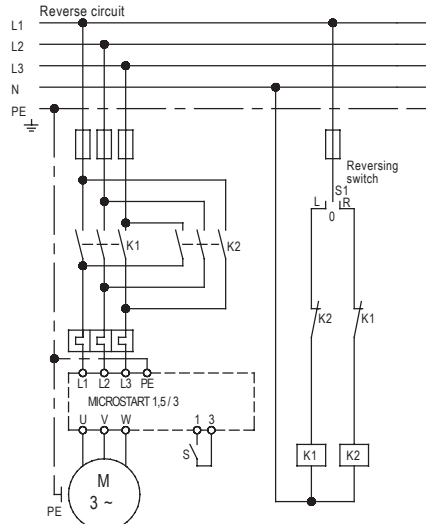 Reverse circuit
L1
L2
L3
N
PE
Reversing
switch
S1
L R
0
K1 K2
K2 K1
L1 L2 L3 PE
MICROSTART 1,5 / 3
U V W 1 3
S
K1 K2
M
3 ~
PE